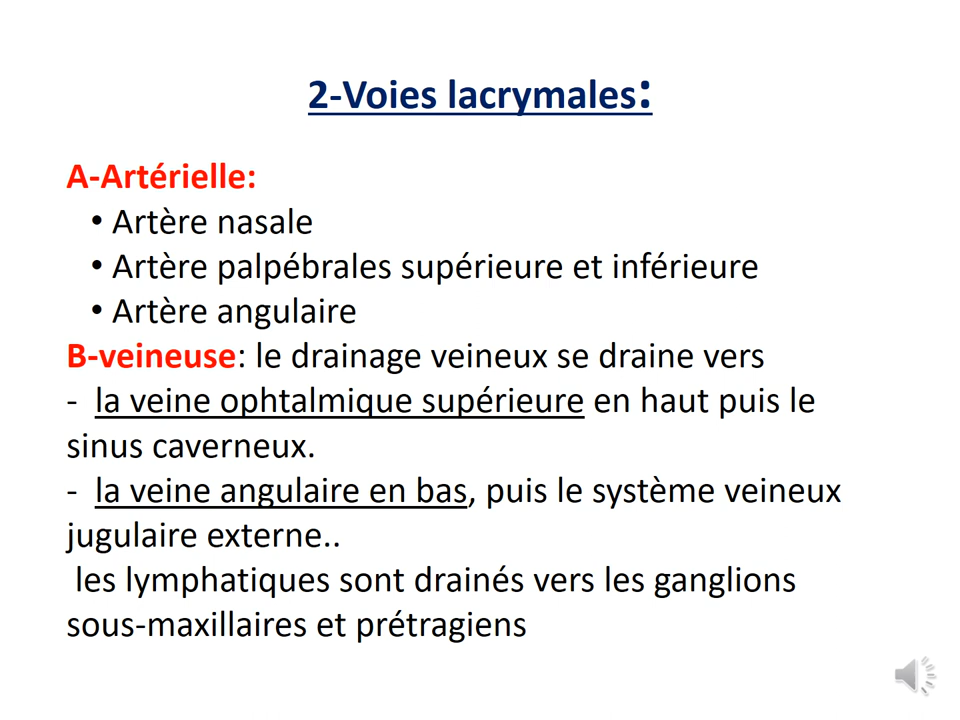 2-Voies lacrymales:
A-Artérielle:
• Artère nasale
• Artère palpébrales supérieure et inférieure
• Artère angulaire
B-veineuse: le drainage veineux se draine vers
- la veine ophtalmique supérieure en haut puis le
sinus caverneux.
- la veine angulaire en bas, puis le système veineux
jugulaire externe..
les lymphatiques sont drainés vers les ganglions
sous-maxillaires et prétragiens